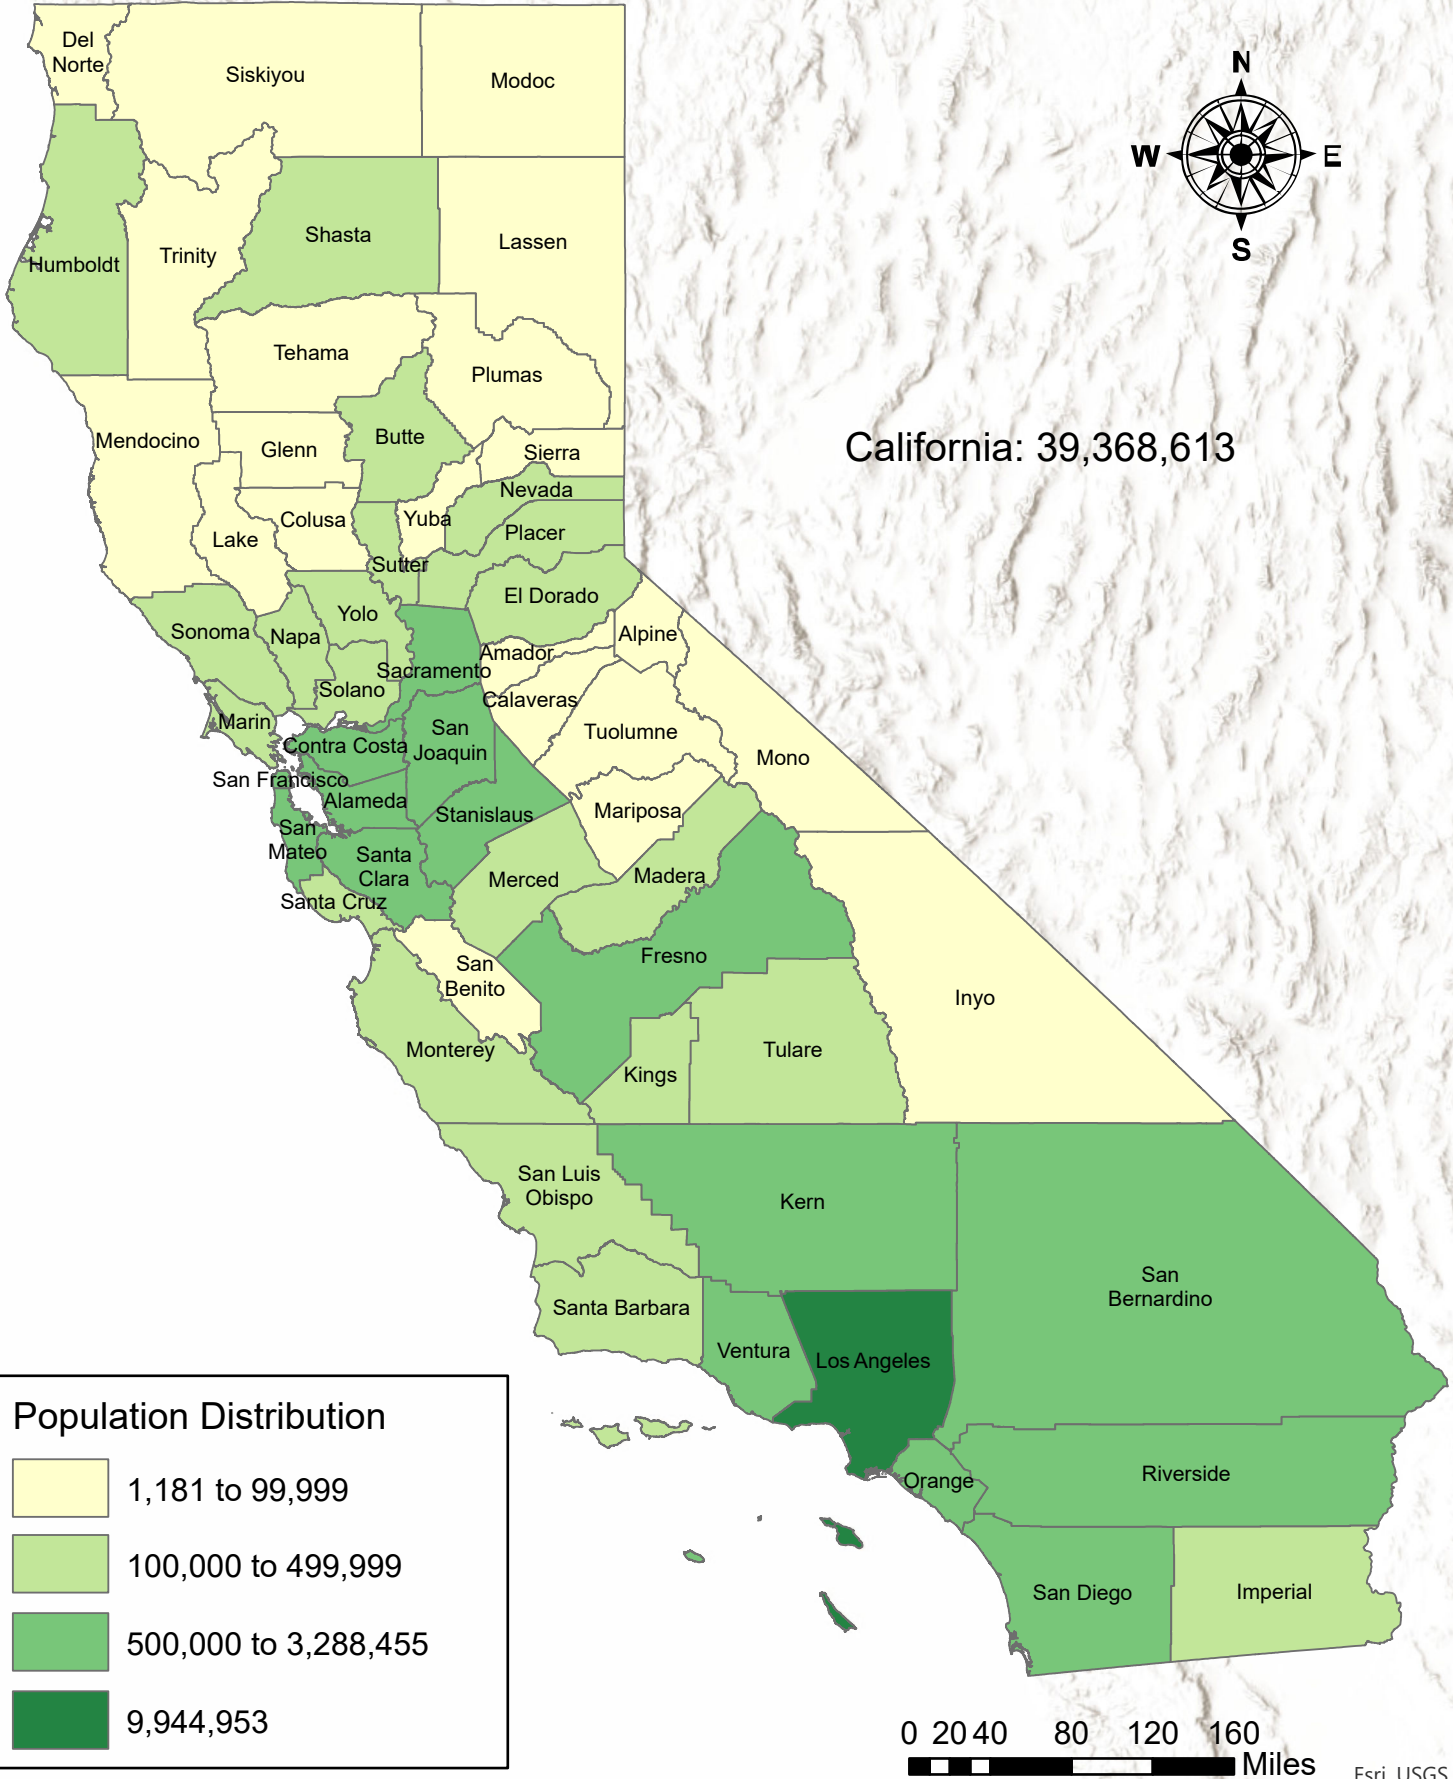 Del
Norte
Siskiyou
Modoc
N
W
E
S
Humboldt
Trinity
Shasta
Lassen
Tehama
Plumas
Mendocino
Glenn
Butte
Sierra
California: 39,368,613
Nevada
Lake
Colusa
Yuba
Placer
Sutter
El Dorado
Sonoma
Napa
Yolo
Alpine
Amador
Sacramento
Solano
Calaveras
Marin
Contra Costa
San
Joaquin
Tuolumne
Mono
San Francisco
Alameda
Stanislaus
Mariposa
San
Mateo
Santa
Clara
Merced
Madera
Santa Cruz
Fresno
San
Benito
Inyo
Monterey
Kings
Tulare
San Luis
Obispo
Kern
San
Bernardino
Santa Barbara
Ventura
Los Angeles
Orange
Riverside
San Diego
Imperial
Population Distribution
1,181 to 99,999
100,000 to 499,999
500,000 to 3,288,455
9,944,953
0 20 40 80 120 160
Miles
Esri, USGS